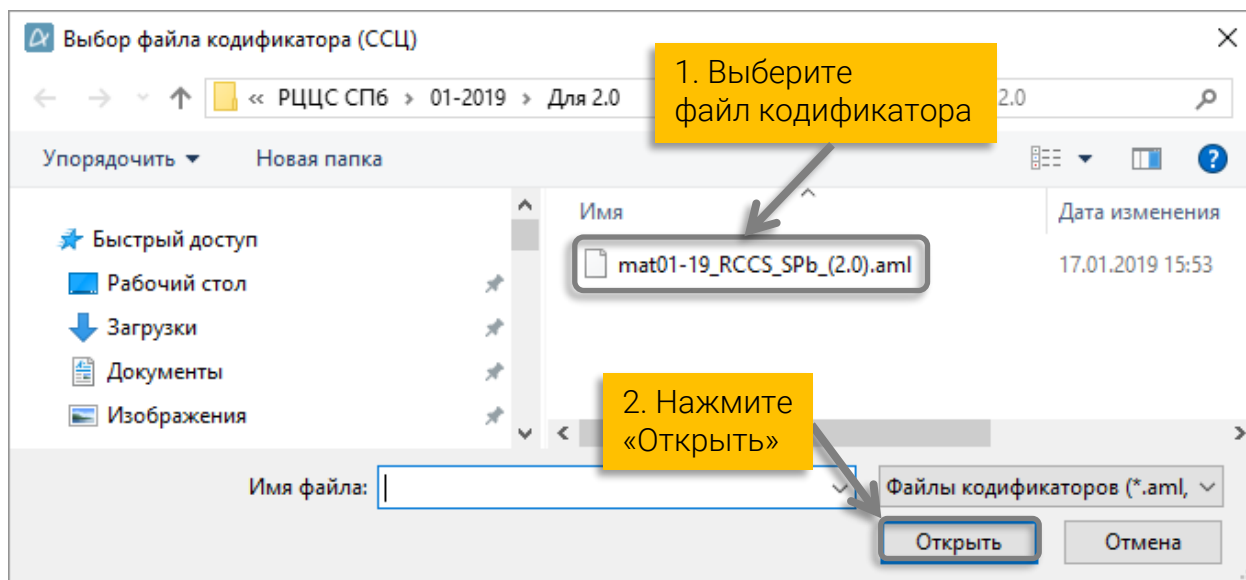 Выбор файла кодификатора (ССЦ)
1. Выберите
файл кодификатора
« РЦЦС СПб › 01-2019 › Для 2.0
2.0
Упорядочить Новая папка
?
Имя
Дата изменения
Быстрый доступ
mat01-19_RCCS_SPb_(2.0).aml 17.01.2019 15:53
Рабочий стол
Загрузки
Документы
Изображения
2. Нажмите
«Открыть»
Имя файла:
Файлы кодификаторов (*.aml,
Открыть Отмена